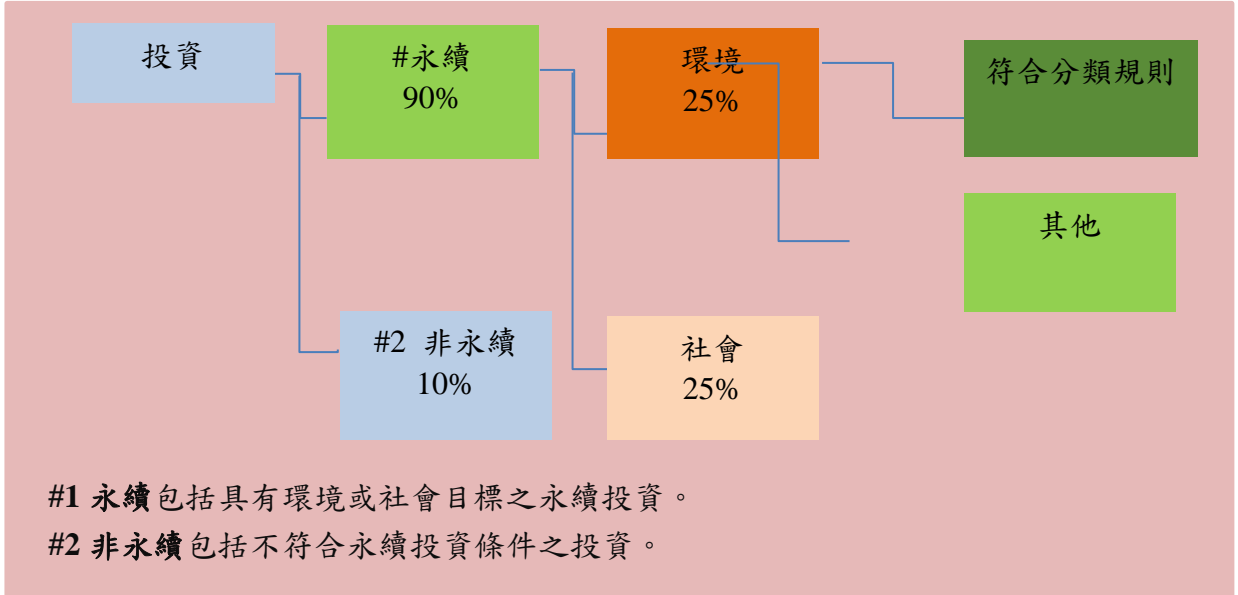 投資
#永續
90%
環境
25%
符合分類規則
其他
#2 非永續
10%
社會
25%
#1 永續包括具有環境或社會目標之永續投資。
#2 非永續包括不符合永續投資條件之投資。